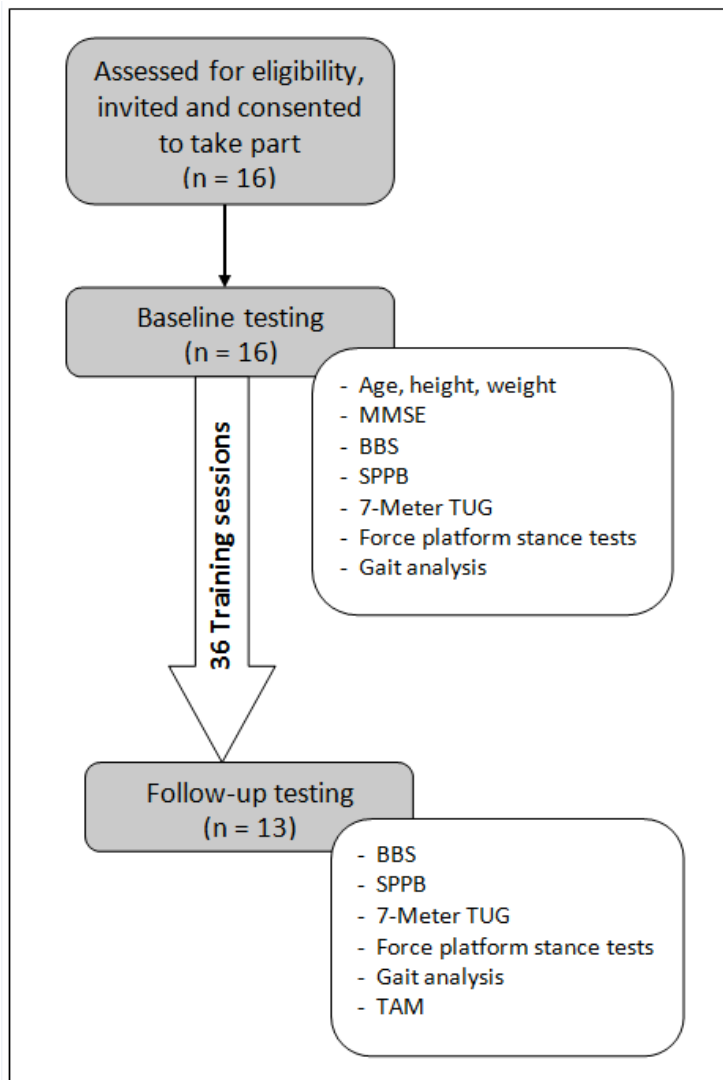 Assessed for eligibility,
invited and consented
to take part
(n = 16)
Baseline testing
(n = 16)
- Age, height, weight
- MMSE
- BBS
- SPPB
- 7-Meter TUG
- Force platform stance tests
- Gait analysis
36 Training sessions
Follow-up testing
(n = 13)
- BBS
- SPPB
- 7-Meter TUG
- Force platform stance tests
- Gait analysis
- TAM